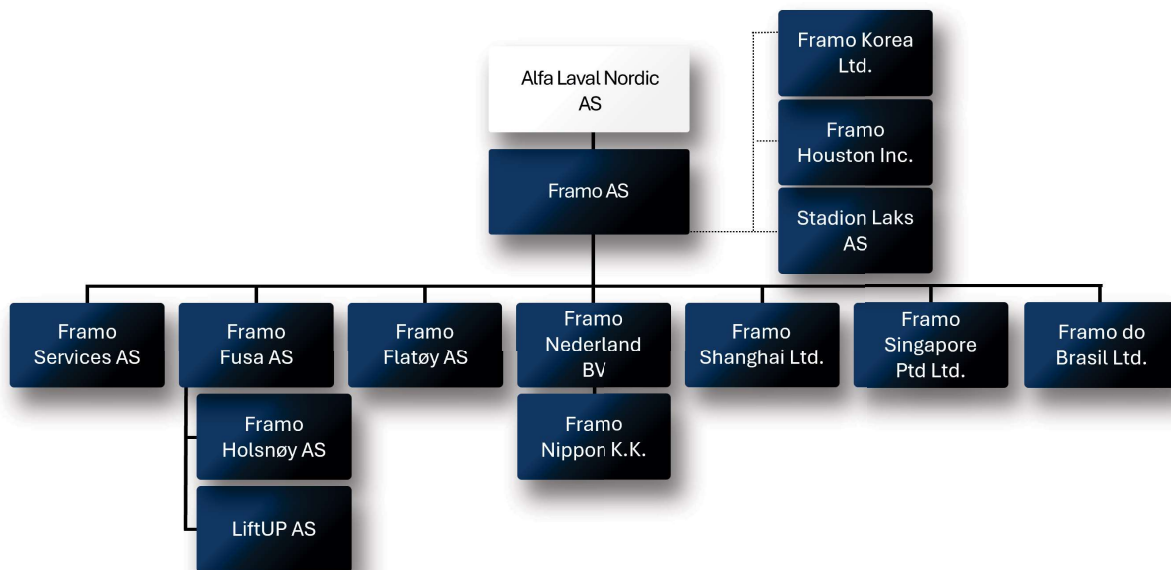 Alfa Laval Nordic
AS
Framo AS
Framo Korea
Ltd.
Framo
Houston Inc.
Stadion Laks
AS
Framo
Services AS
Framo
Fusa AS
Framo
Flatøy AS
Framo
Nederland
BV
Framo
Shanghai Ltd.
Framo
Singapore
Ptd Ltd.
Framo do
Brasil Ltd.
Framo
Holsnøy AS
Framo
Nippon K.K.
LiftUP AS